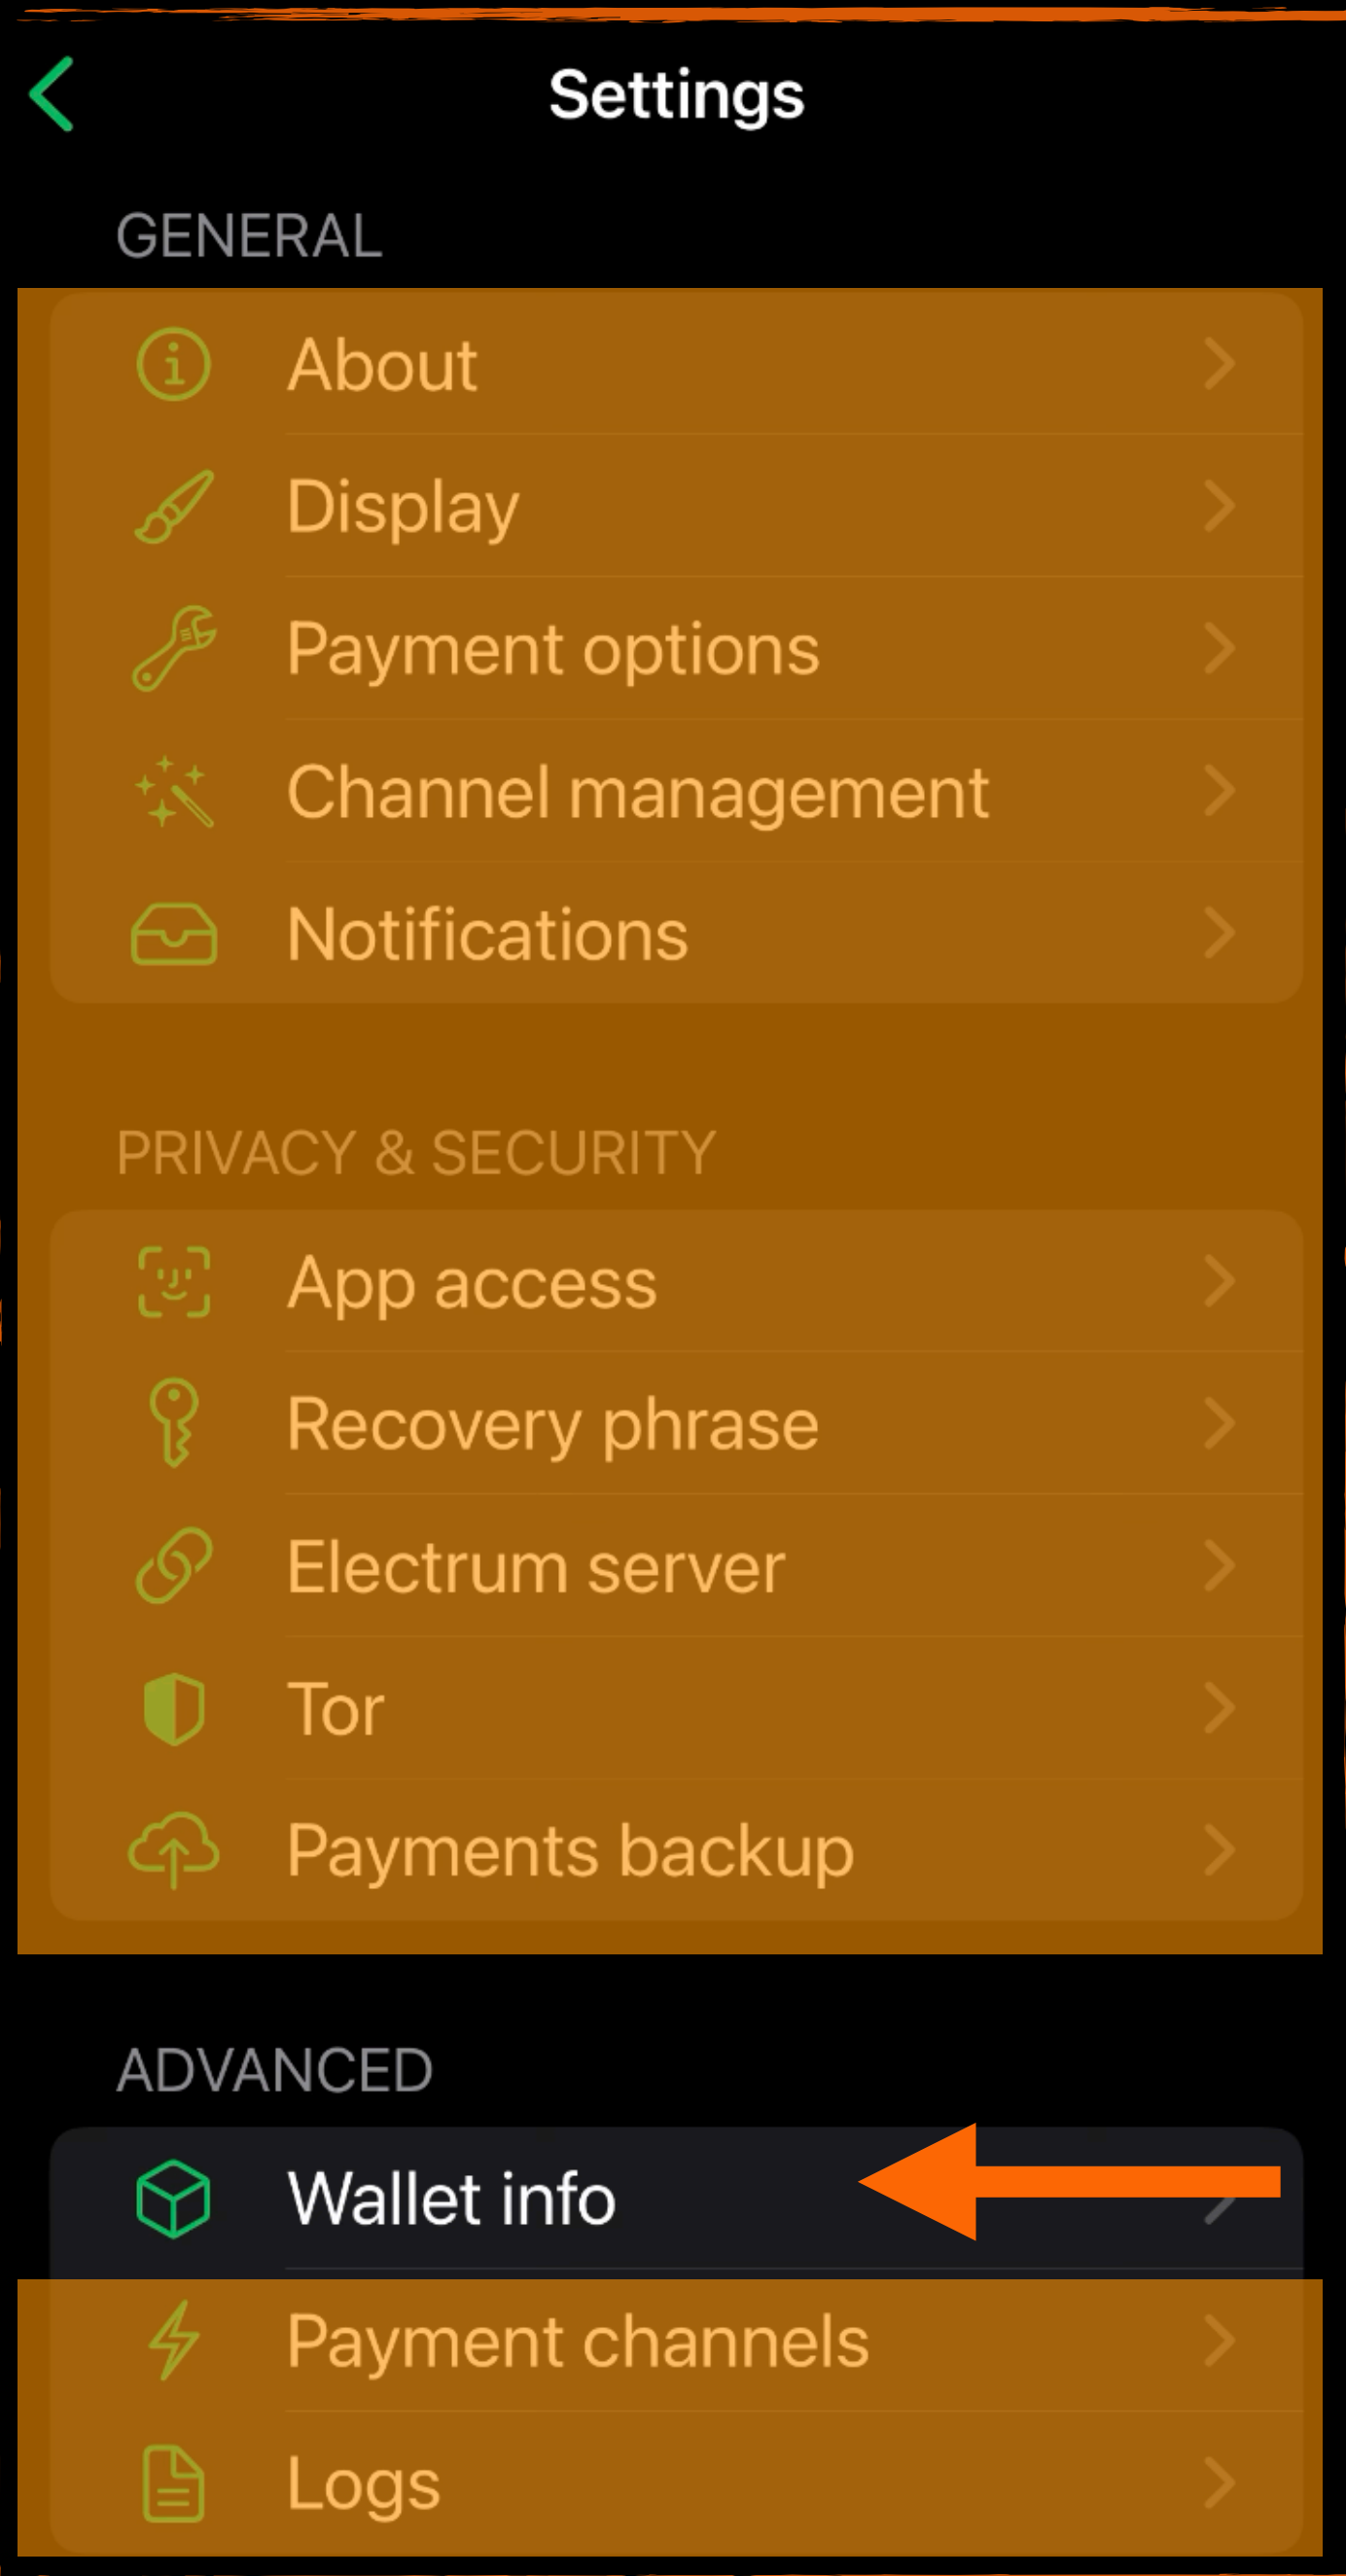 Settings
GENERAL
About
Display
Payment options
Channel management
Notifications
PRIVACY & SECURITY
App access
Recovery phrase
Electrum server
Tor
Payments backup
ADVANCED
Wallet info
Payment channels
Logs